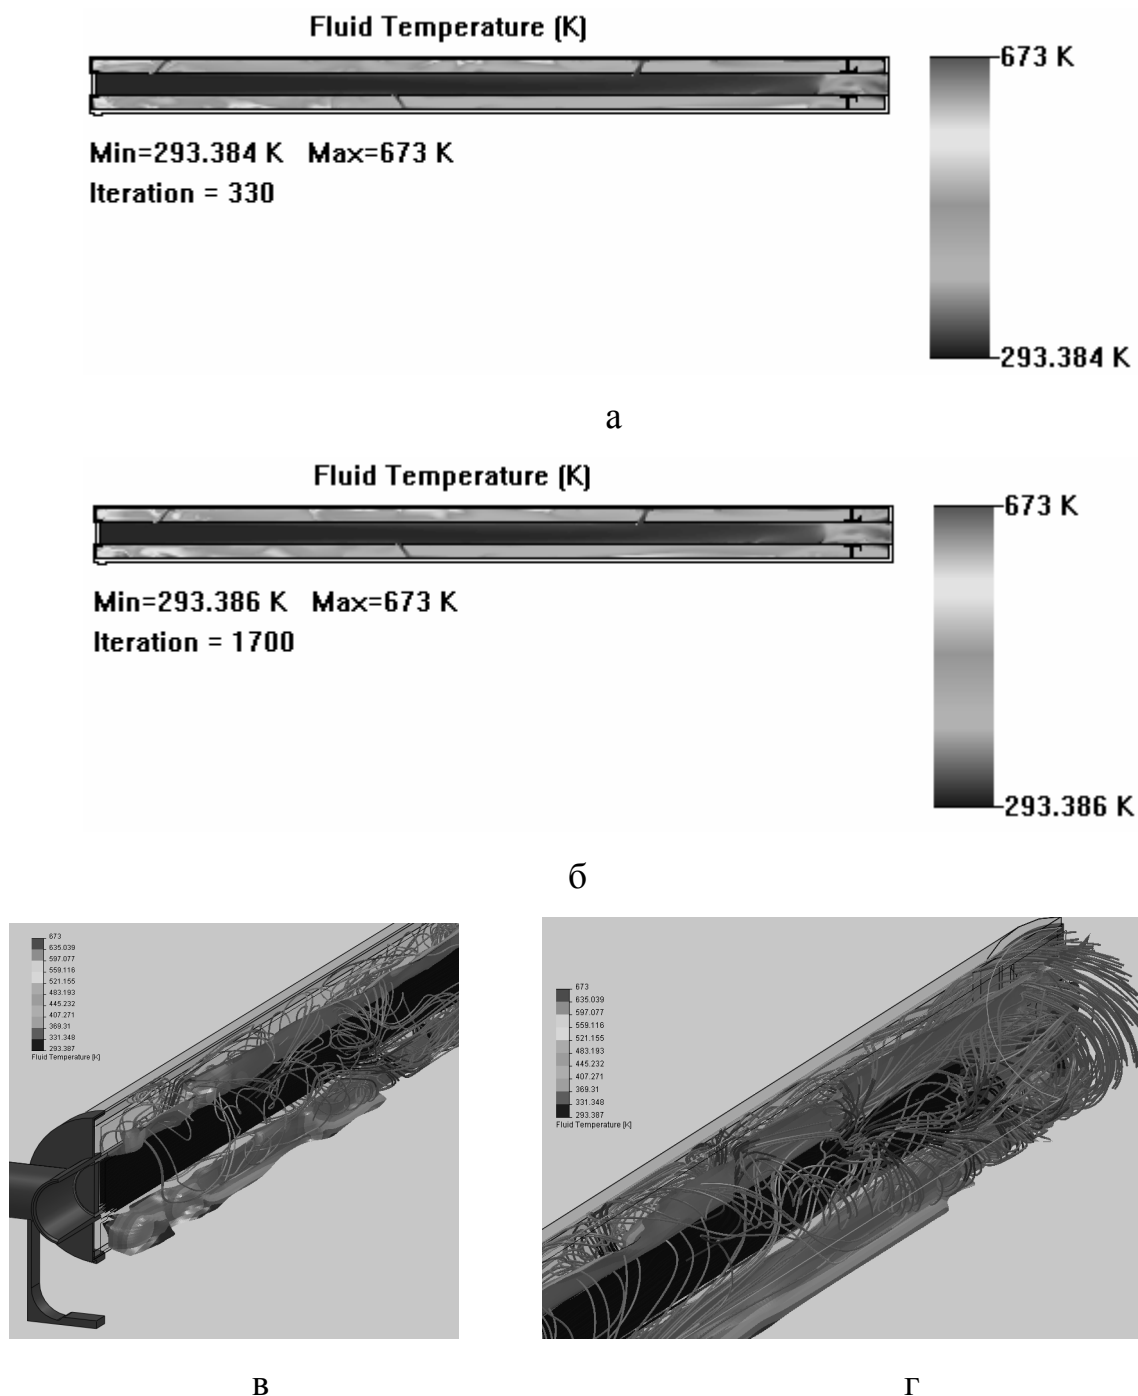 Fluid Temperature (K)
673 K
Min=293.384 K Max=673 K
Iteration = 330
293.384 K
а
Fluid Temperature (K)
673 K
Min=293.386 K Max=673 K
Iteration = 1700
293.386 K
б
673
635.039
597.077
559.116
521.155
483.193
445.232
407.271
369.31
331.348
293.387
Fluid Temperature [K]
673
635.039
597.077
559.116
521.155
483.193
445.232
407.271
369.31
331.348
293.387
Fluid Temperature [K]
в
г